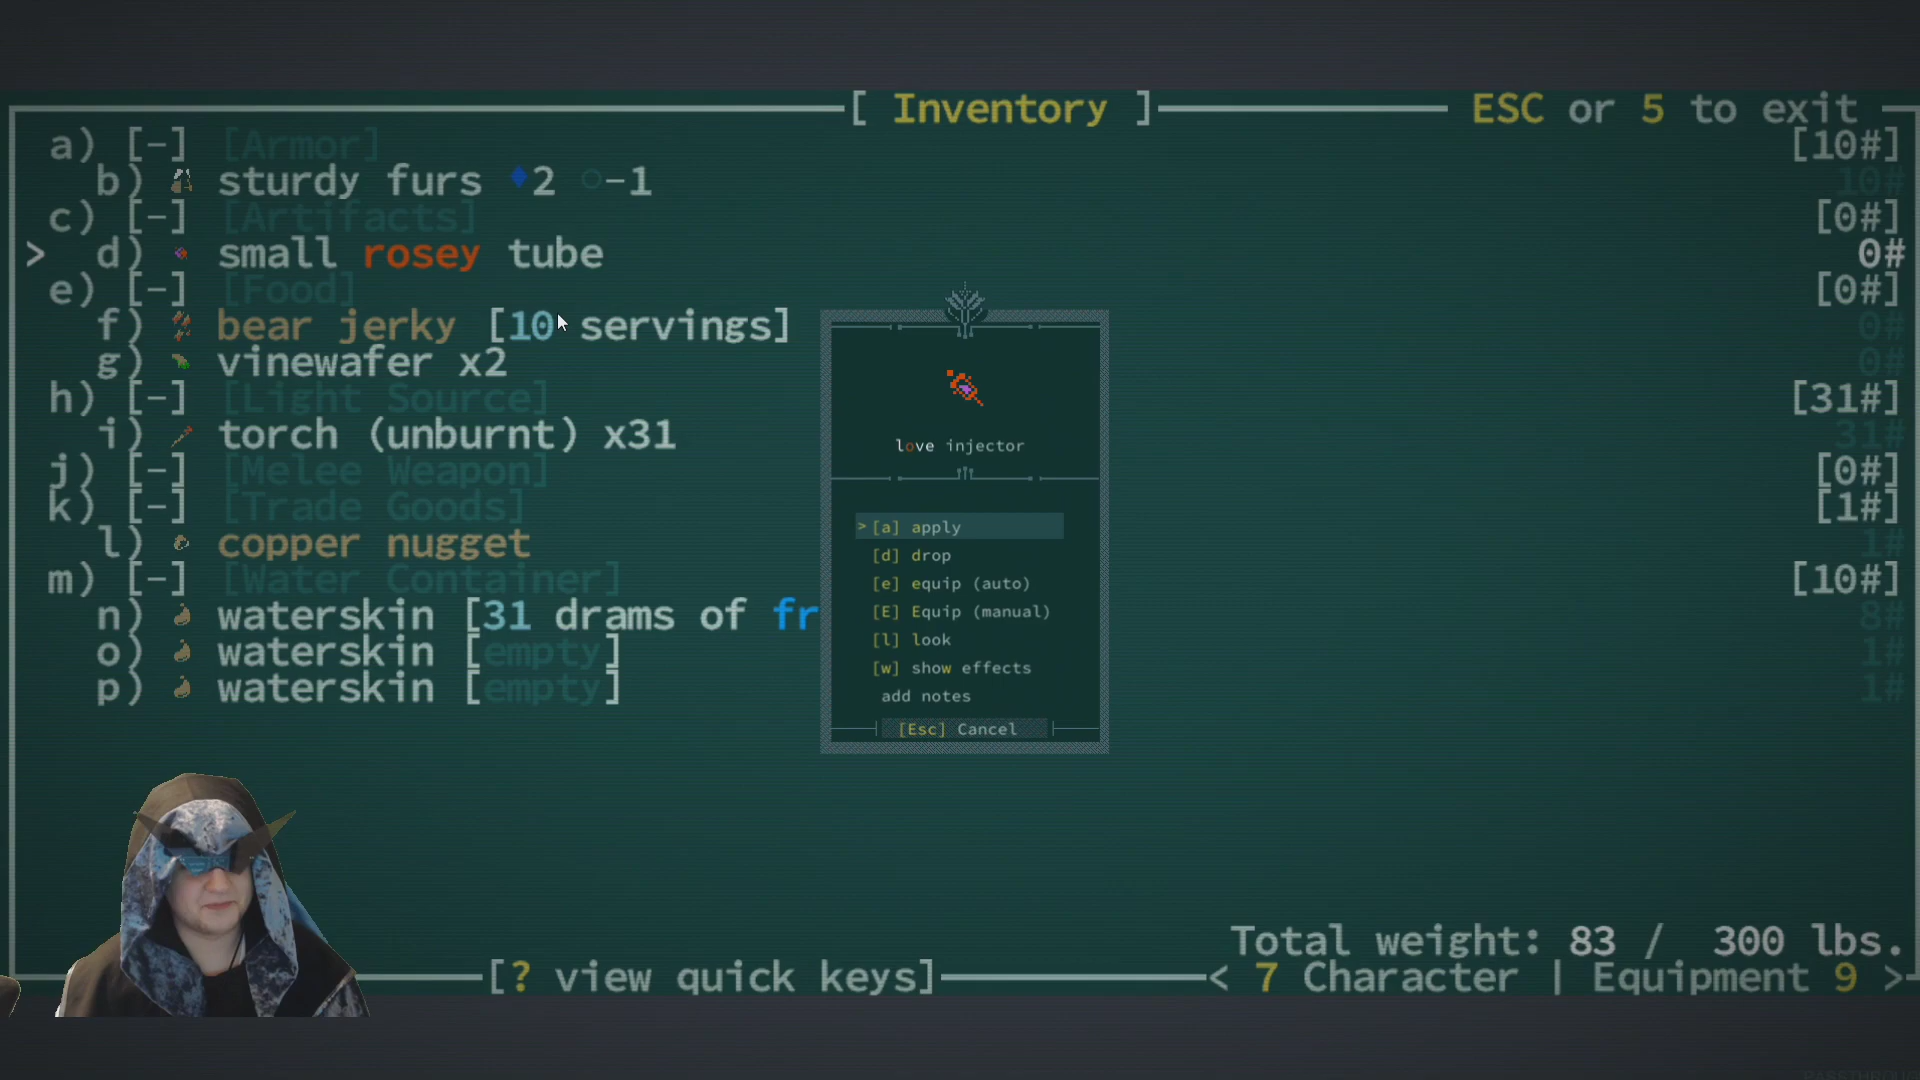 [ Inventory ] ESC or 5 to exit
a) [-] [Armor] [10#]
b) sturdy furs ♦2 ○-1 10#
c) [-] [Artifacts] [0#]
> d) small rosey tube 0#
e) [-] [Food] [0#]
f) bear jerky [10 servings] 0#
g) vinewafer x2 0#
h) [-] [Light Source] [31#]
i) torch (unburnt) x31 31#
j) [-] [Melee Weapon] [0#]
k) [-] [Trade Goods] [1#]
l) copper nugget 1#
m) [-] [Water Container] [10#]
n) waterskin [31 drams of fr 8#
o) waterskin [empty] 1#
p) waterskin [empty] 1#
love injector
> [a] apply
[d] drop
[e] equip (auto)
[E] Equip (manual)
[l] look
[w] show effects
add notes
[Esc] Cancel
Total weight: 83 / 300 lbs.
[? view quick keys] < 7 Character | Equipment 9 >